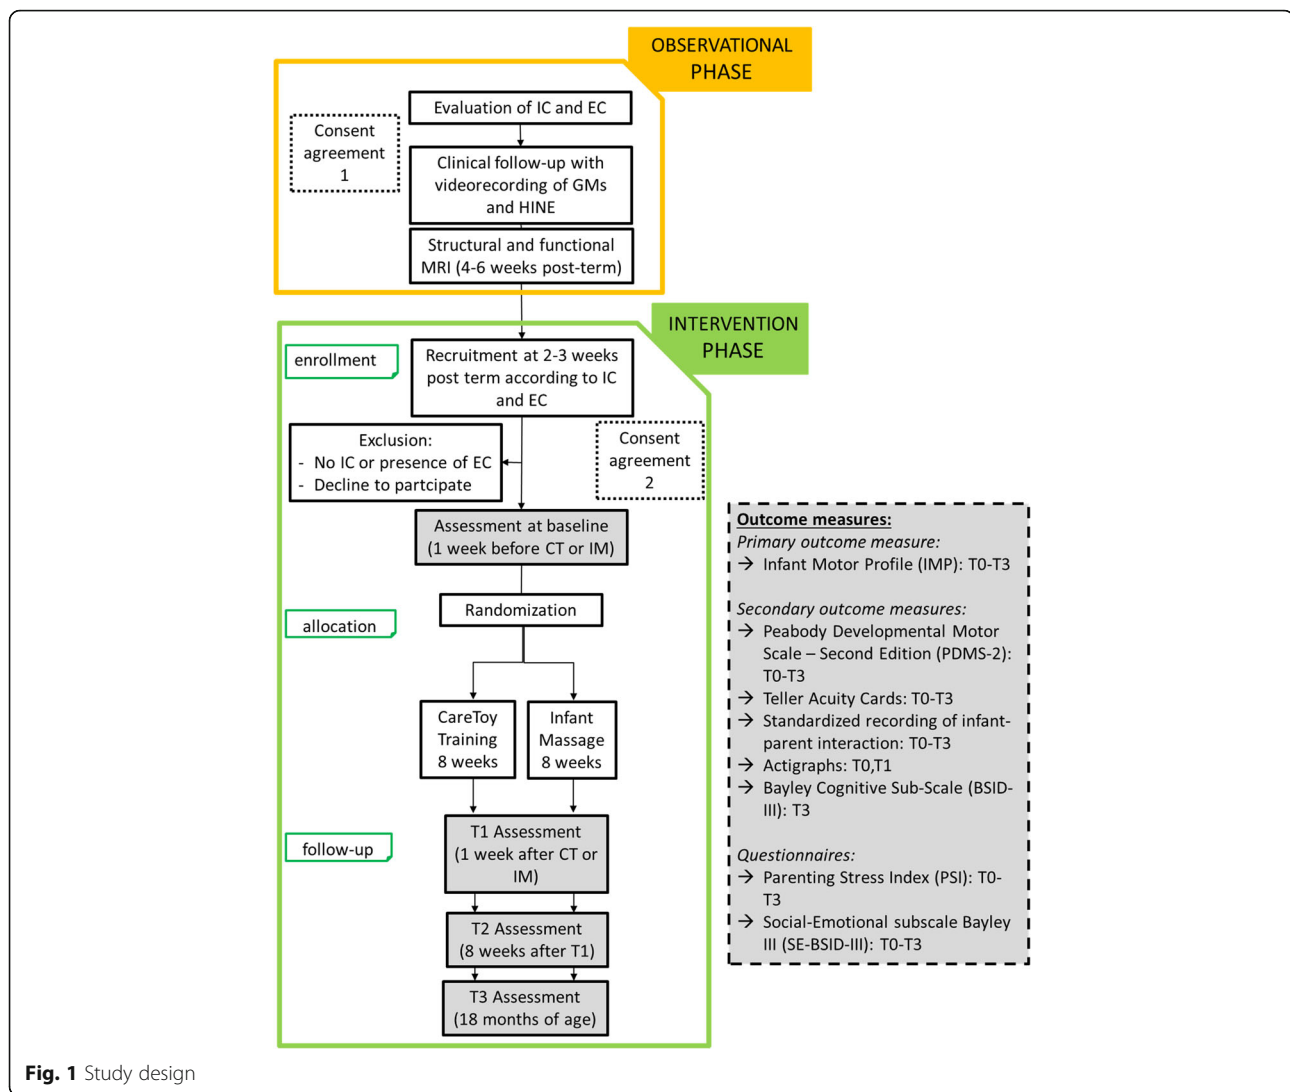 OBSERVATIONAL
PHASE
Evaluation of IC and EC
Consent
agreement
1
Clinical follow-up with
videorecording of GMs
and HINE
Structural and functional
MRI (4-6 weeks post-term)
INTERVENTION
PHASE
enrollment
Recruitment at 2-3 weeks
post term according to IC
and EC
Exclusion:
- No IC or presence of EC
- Decline to partcipate
Consent
agreement
2
Assessment at baseline
(1 week before CT or IM)
Randomization
allocation
CareToy
Training
8 weeks
Infant
Massage
8 weeks
follow-up
T1 Assessment
(1 week after CT or
IM)
T2 Assessment
(8 weeks after T1)
T3 Assessment
(18 months of age)
Outcome measures:
Primary outcome measure:
→ Infant Motor Profile (IMP): T0-T3
Secondary outcome measures:
→ Peabody Developmental Motor
Scale – Second Edition (PDMS-2):
T0-T3
→ Teller Acuity Cards: T0-T3
→ Standardized recording of infant-
parent interaction: T0-T3
→ Actigraphs: T0,T1
→ Bayley Cognitive Sub-Scale (BSID-
III): T3
Questionnaires:
→ Parenting Stress Index (PSI): T0-
T3
→ Social-Emotional subscale Bayley
III (SE-BSID-III): T0-T3
Fig. 1 Study design